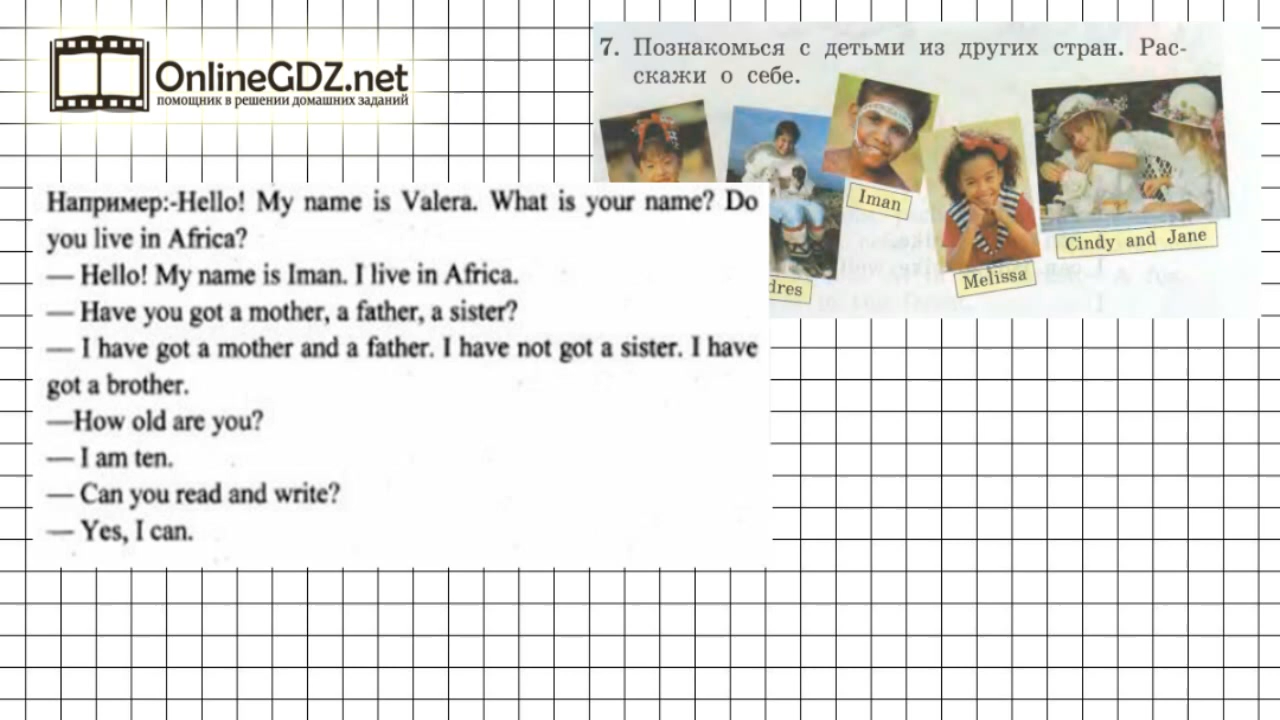 OnlineGDZ.net
помощник в решении домашних заданий
7. Познакомься с детьми из других стран. Рас-
скажи о себе.
Iman
dres
Melissa
Cindy and Jane
Например:-Hello! My name is Valera. What is your name? Do
you live in Africa?
— Hello! My name is Iman. I live in Africa.
— Have you got a mother, a father, a sister?
— I have got a mother and a father. I have not got a sister. I have
got a brother.
—How old are you?
— I am ten.
— Can you read and write?
— Yes, I can.